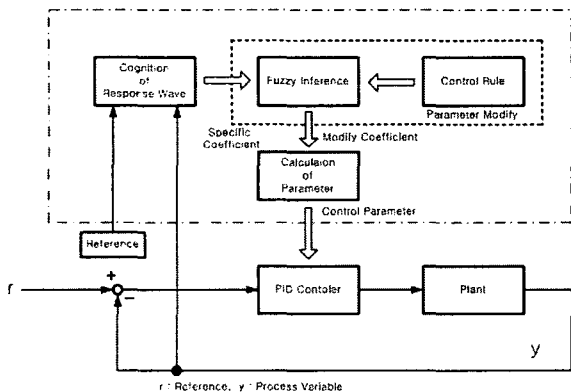 Cognition
of
Response Wave
Fuzzy Inference
Control Rule
Parameter Modify
Specific
Coefficient
Modify Coefficient
Calculaion
of
Parameter
Control Parameter
Reference
+
r
−
PID Contoler
Plant
y
r : Reference, y : Process Variable